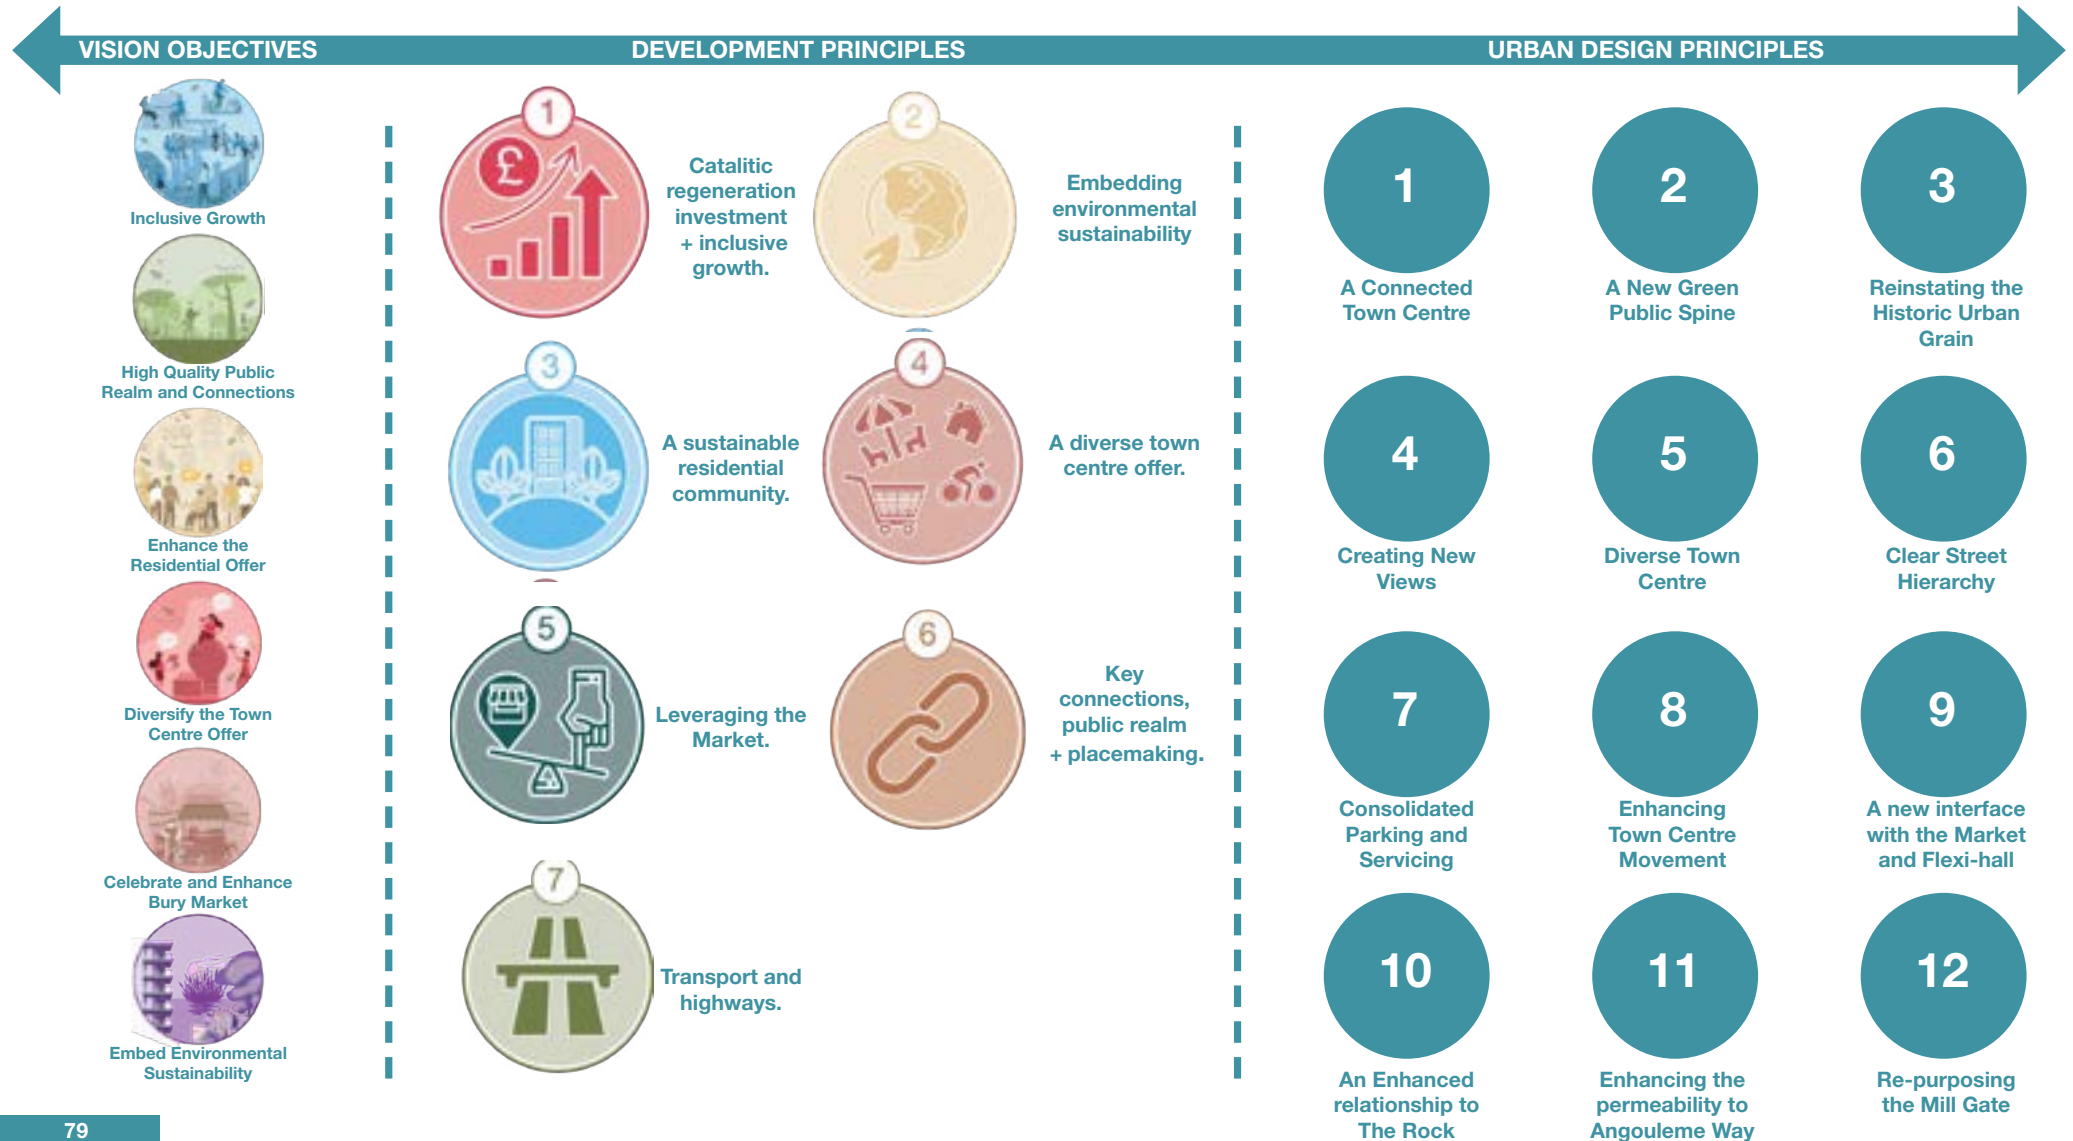 VISION OBJECTIVES
DEVELOPMENT PRINCIPLES
URBAN DESIGN PRINCIPLES
Inclusive Growth
High Quality Public
Realm and Connections
Enhance the
Residential Offer
Diversify the Town
Centre Offer
Celebrate and Enhance
Bury Market
Embed Environmental
Sustainability
1
£
Catalitic
regeneration
investment
+ inclusive
growth.
2
Embedding
environmental
sustainability
3
A sustainable
residential
community.
4
A diverse town
centre offer.
5
Leveraging the
Market.
6
Key
connections,
public realm
+ placemaking.
7
Transport and
highways.
1
A Connected
Town Centre
2
A New Green
Public Spine
3
Reinstating the
Historic Urban
Grain
4
Creating New
Views
5
Diverse Town
Centre
6
Clear Street
Hierarchy
7
Consolidated
Parking and
Servicing
8
Enhancing
Town Centre
Movement
9
A new interface
with the Market
and Flexi-hall
10
An Enhanced
relationship to
The Rock
11
Enhancing the
permeability to
Angouleme Way
12
Re-purposing
the Mill Gate
79